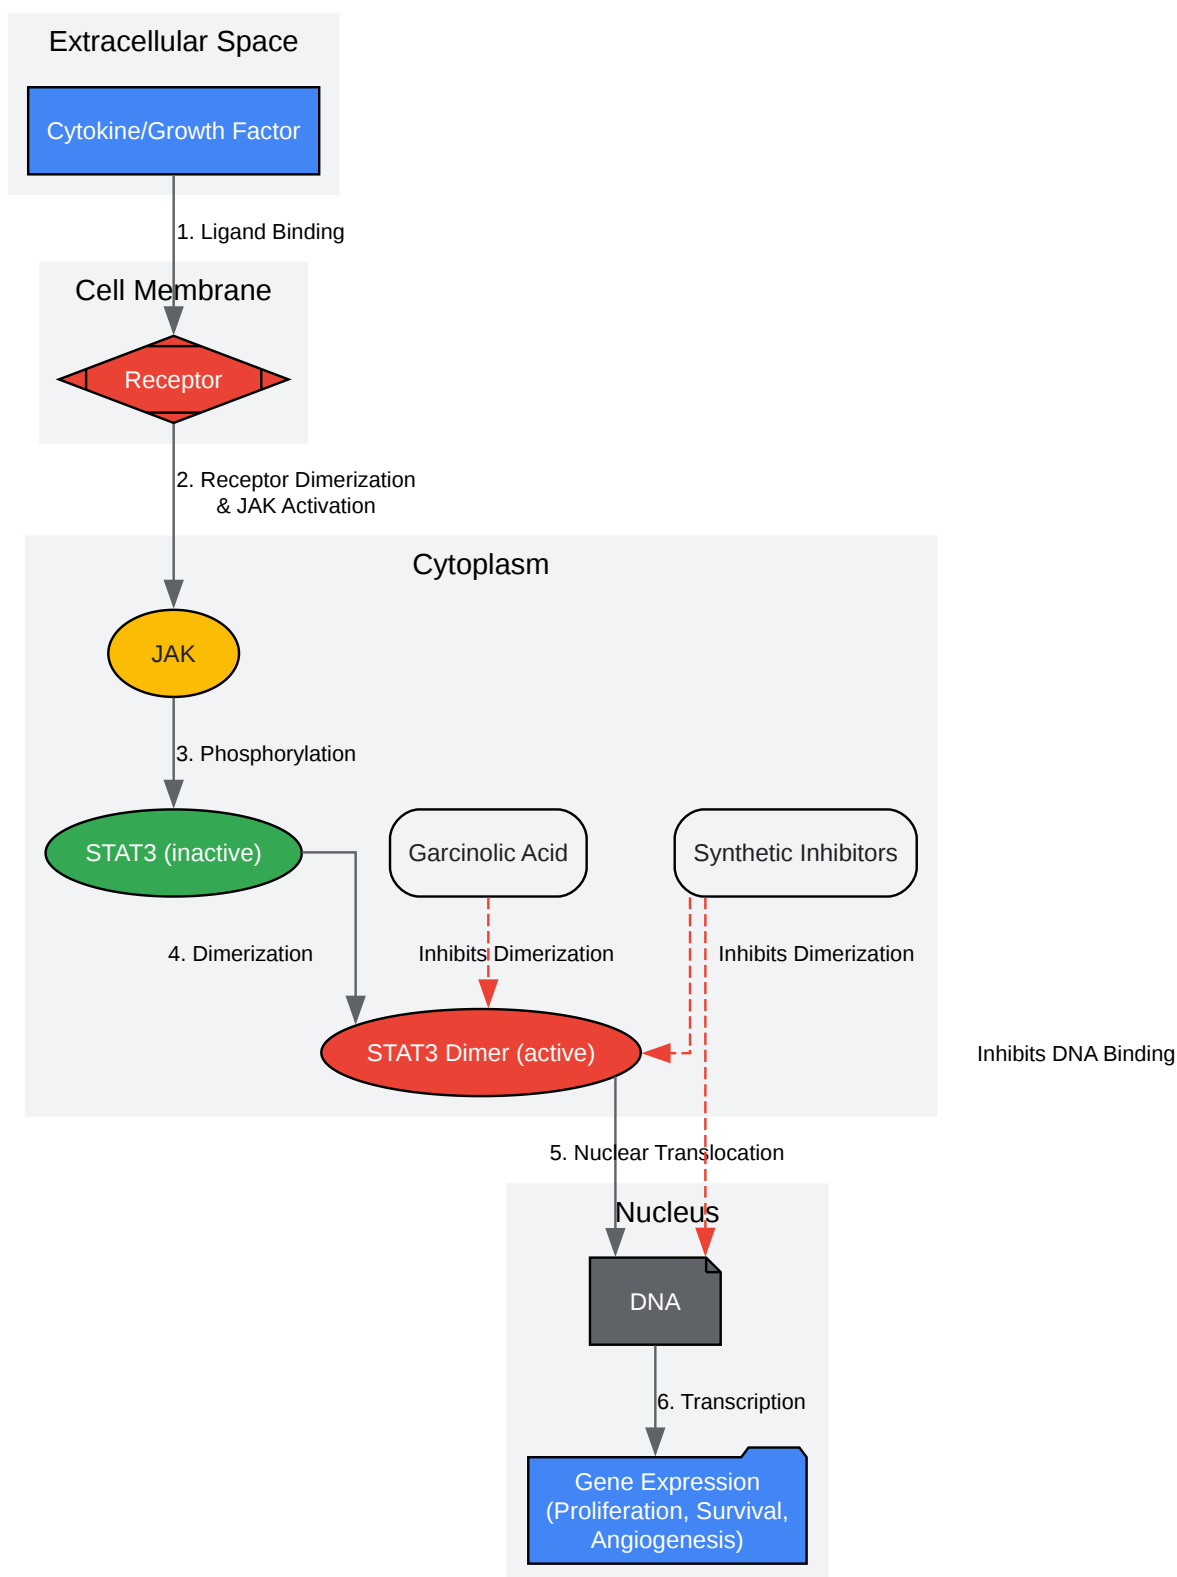 Extracellular Space
Cytokine/Growth Factor
1. Ligand Binding
Cell Membrane
Receptor
2. Receptor Dimerization
& JAK Activation
Cytoplasm
JAK
3. Phosphorylation
STAT3 (inactive)
Garcinolic Acid
Synthetic Inhibitors
4. Dimerization
Inhibits Dimerization
Inhibits Dimerization
STAT3 Dimer (active)
Inhibits DNA Binding
5. Nuclear Translocation
Nucleus
DNA
6. Transcription
Gene Expression
(Proliferation, Survival,
Angiogenesis)